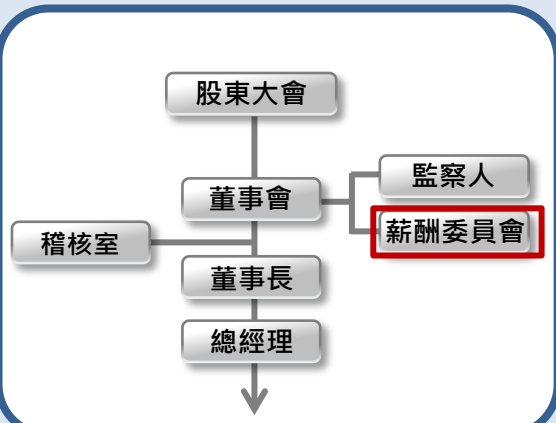 股東大會
董事會
監察人
薪酬委員會
稽核室
董事長
總經理